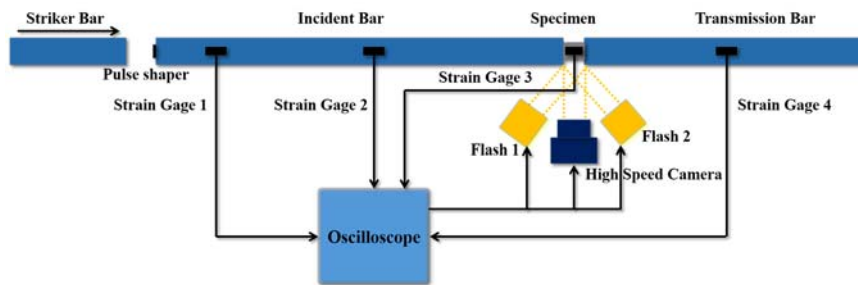 Striker Bar
Incident Bar
Specimen
Transmission Bar
Pulse shaper
Strain Gage 1
Strain Gage 2
Strain Gage 3
Strain Gage 4
Flash 1
Flash 2
High Speed Camera
Oscilloscope